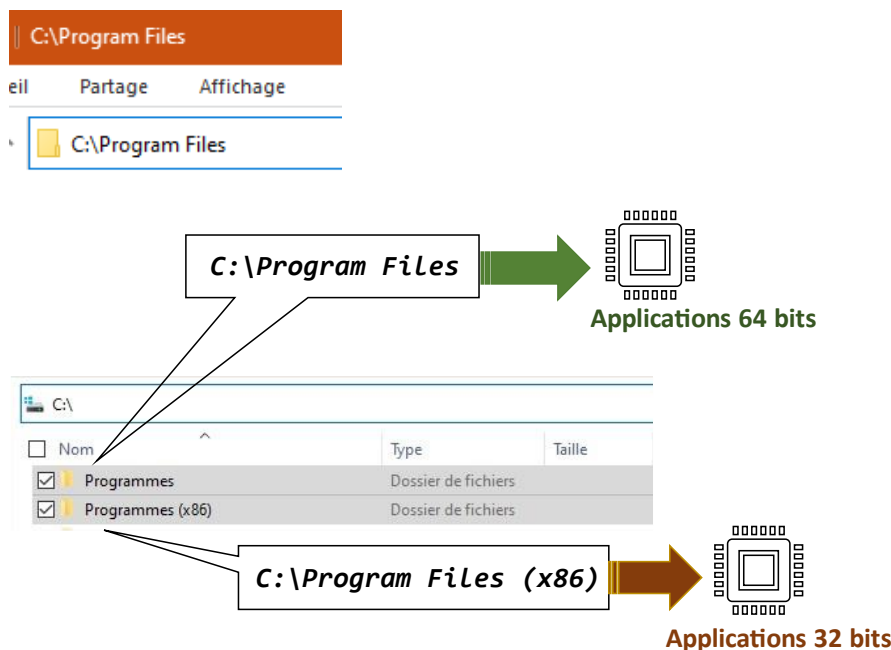 C:\Program Files
eil Partage Affichage
C:\Program Files
C:\Program Files
Applications 64 bits
C:\
Nom Type Taille
Programmes Dossier de fichiers
Programmes (x86) Dossier de fichiers
C:\Program Files (x86)
Applications 32 bits